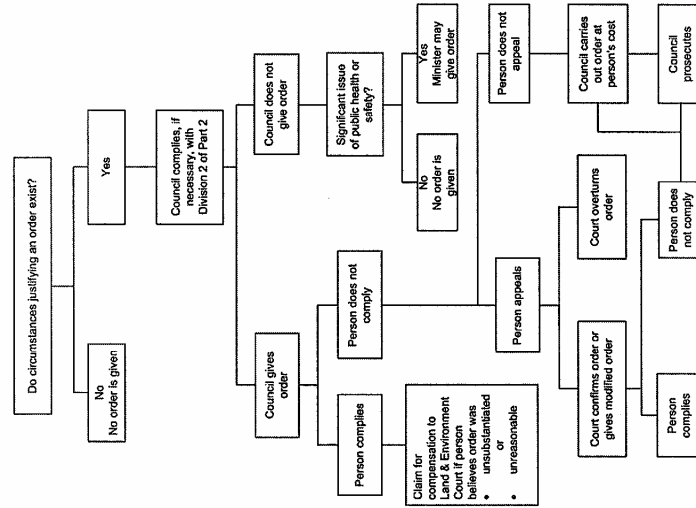 Do circumstances justifying an order exist?
No
No order is given
Yes
Council complies, if
necessary, with
Division 2 of Part 2
Council gives
order
Council does not
give order
Person complies
Person does not
comply
Significant issue
of public health or
safety?
Claim for
compensation to
Land & Environment
Court if person
believes order was
• unsubstantiated
or
• unreasonable
No
No order is
given
Yes
Minister may
give order
Person appeals
Person does not
appeal
Court confirms order or
gives modified order
Court overturns
order
Council carries
out order at
person's cost
Person
complies
Person does
not comply
Council
prosecutes